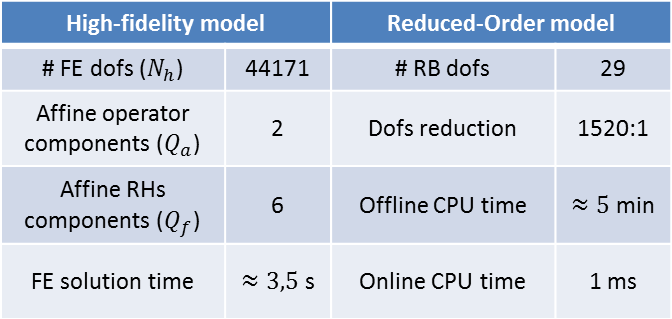 High-fidelity model
Reduced-Order model
# FE dofs (N_h)
44171
# RB dofs
29
Affine operator
components (Q_a)
2
Dofs reduction
1520:1
Affine RHs
components (Q_f)
6
Offline CPU time
≈ 5 min
FE solution time
≈ 3,5 s
Online CPU time
1 ms